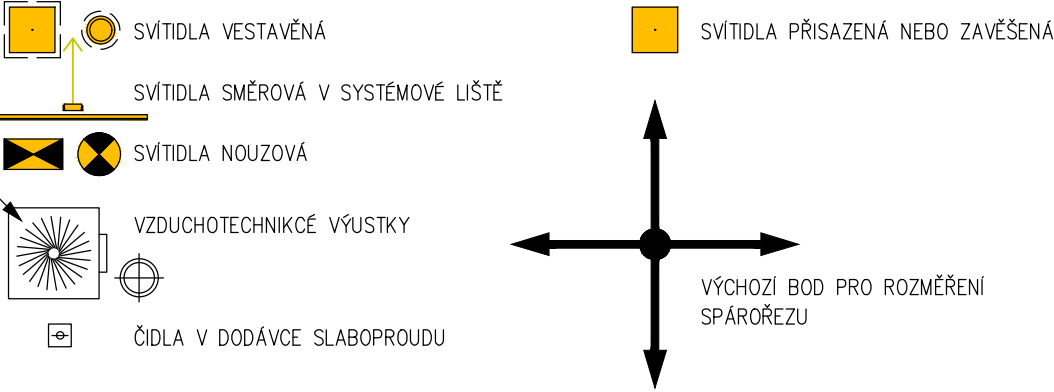 SVÍTIDLA VESTAVĚNÁ
SVÍTIDLA SMĚROVÁ V SYSTÉMOVÉ LIŠTĚ
SVÍTIDLA NOUZOVÁ
VZDUCHOTECHNIKCÉ VÝUSTKY
ČIDLA V DODÁVCE SLABOPROUDU
SVÍTIDLA PŘISAZENÁ NEBO ZAVĚŠENÁ
VÝCHOZÍ BOD PRO ROZMĚŘENÍ
SPÁROŘEZU